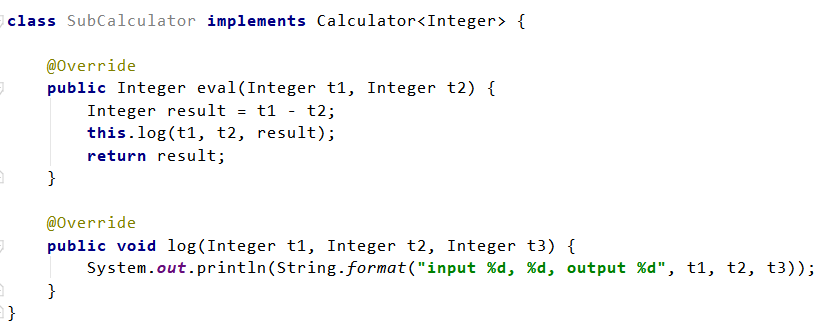 class SubCalculator implements Calculator<Integer> {
@Override
public Integer eval(Integer t1, Integer t2) {
Integer result = t1 - t2;
this.log(t1, t2, result);
return result;
}
@Override
public void log(Integer t1, Integer t2, Integer t3) {
System.out.println(String.format("input %d, %d, output %d", t1, t2, t3));
}
}